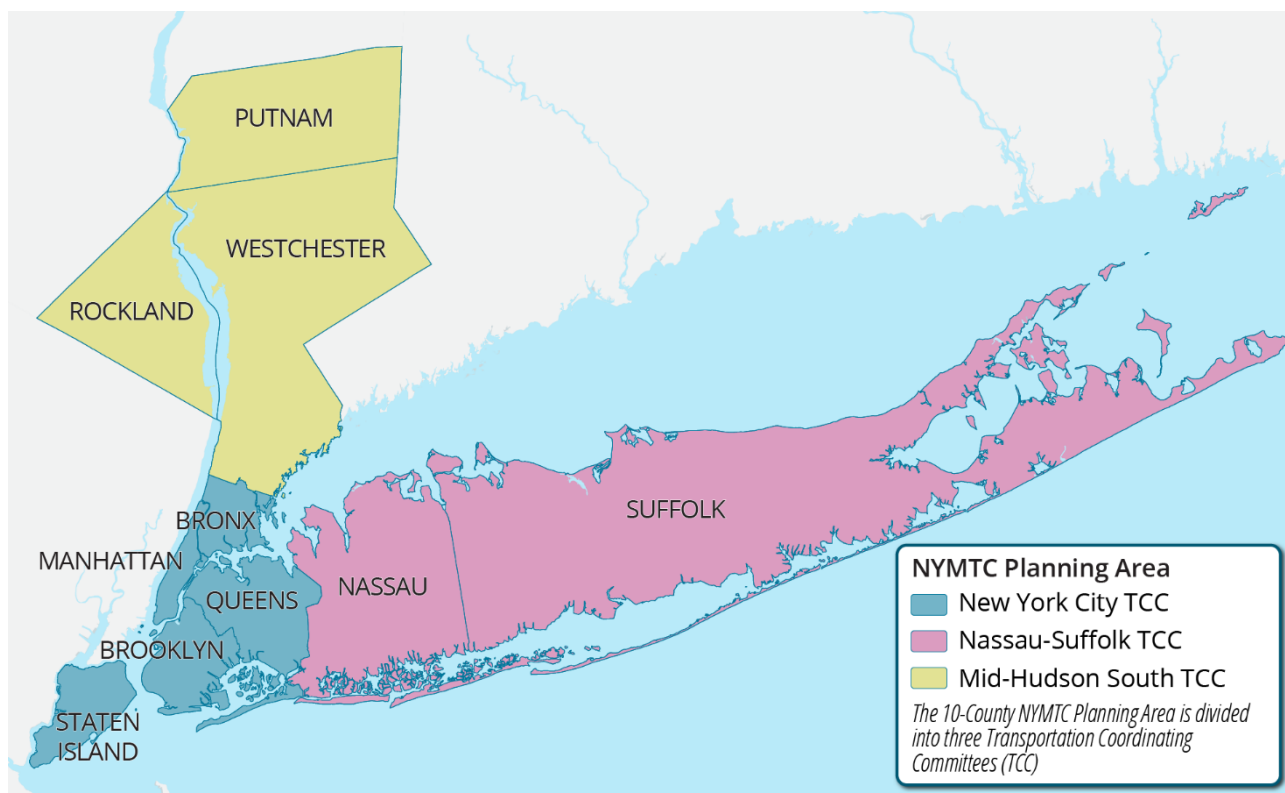 PUTNAM
WESTCHESTER
ROCKLAND
BRONX
MANHATTAN
QUEENS
NASSAU
SUFFOLK
BROOKLYN
STATEN
ISLAND
NYMTC Planning Area
New York City TCC
Nassau-Suffolk TCC
Mid-Hudson South TCC
The 10-County NYMTC Planning Area is divided
into three Transportation Coordinating
Committees (TCC)